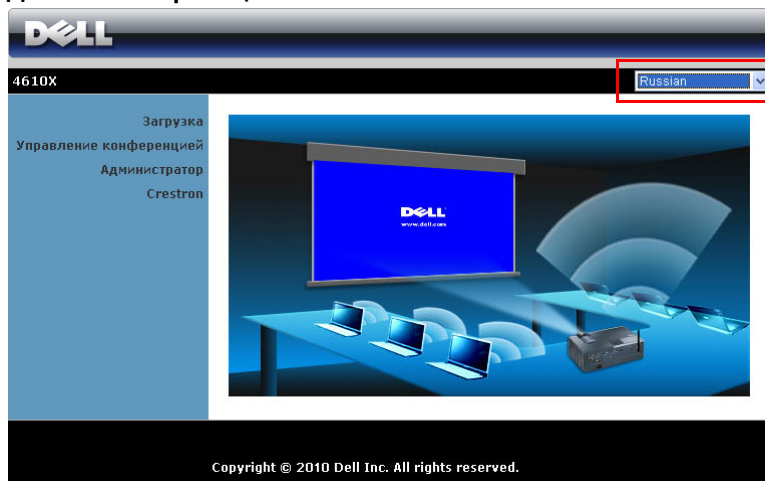 DELL
4610X
Russian
Загрузка
Управление конференцией
Администратор
Crestron
DELL
www.dell.com
Copyright © 2010 Dell Inc. All rights reserved.